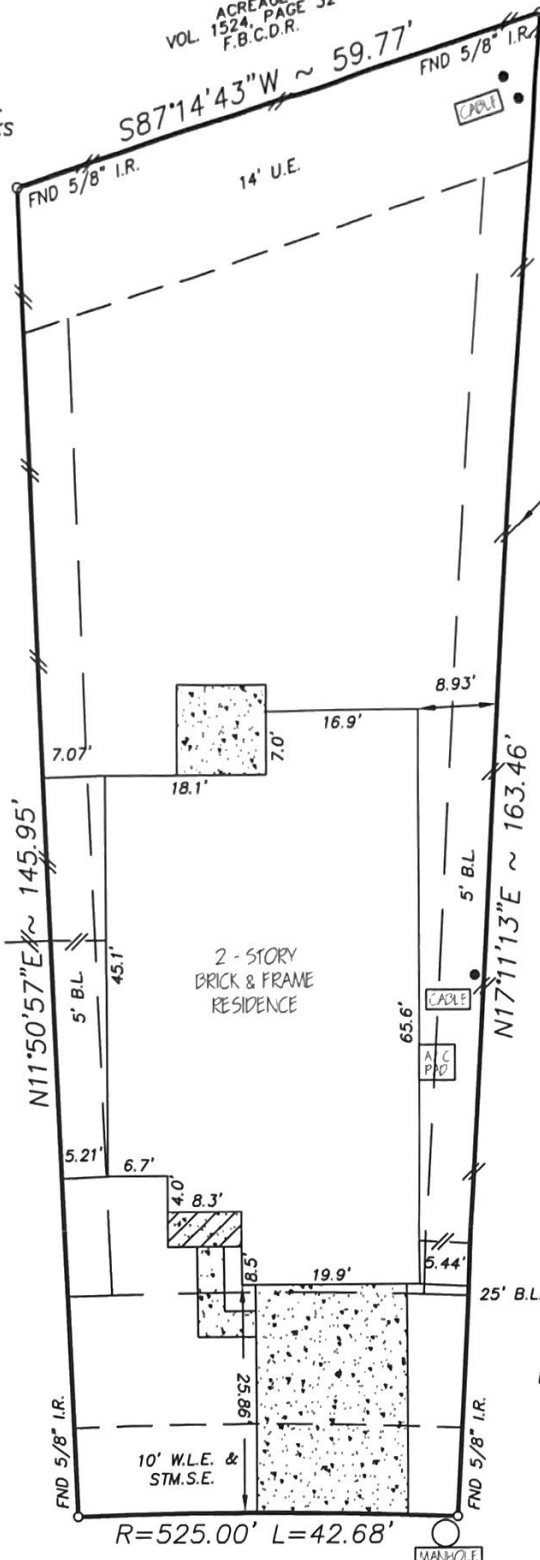 ACREAGE
VOL. 1524, PAGE 32
F.B.C.D.R.
S87°14'43"W ~ 59.77'
FND 5/8" I.R.
CABLE
FND 5/8" I.R.
14' U.E.
8.93'
16.9'
7.0'
7.07'
18.1'
N11°50'57"E ~ 145.95'
N17°11'13"E ~ 163.46'
5' B.L.
5' B.L.
45.1'
2 - STORY
BRICK & FRAME
RESIDENCE
CABLE
65.6'
A/C
PAD
5.21'
6.7'
4.0'
8.3'
8.5'
19.9'
5.44'
25' B.L.
25.86'
FND 5/8" I.R.
FND 5/8" I.R.
10' W.L.E. &
STM.S.E.
R=525.00' L=42.68'
MANHOLE